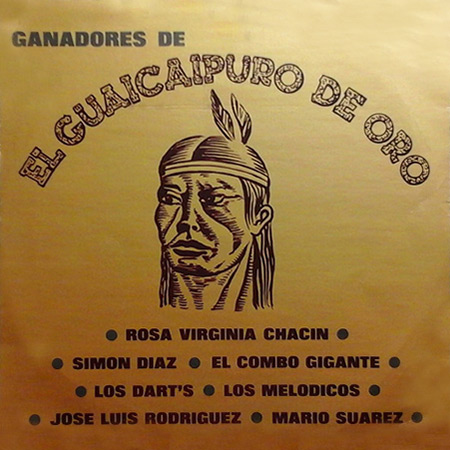 GANADORES DE
EL GUAICAIPURO DE ORO
• ROSA VIRGINIA CHACIN •
• SIMON DIAZ • EL COMBO GIGANTE •
• LOS DART'S • LOS MELODICOS •
• JOSE LUIS RODRIGUEZ • MARIO SUAREZ •